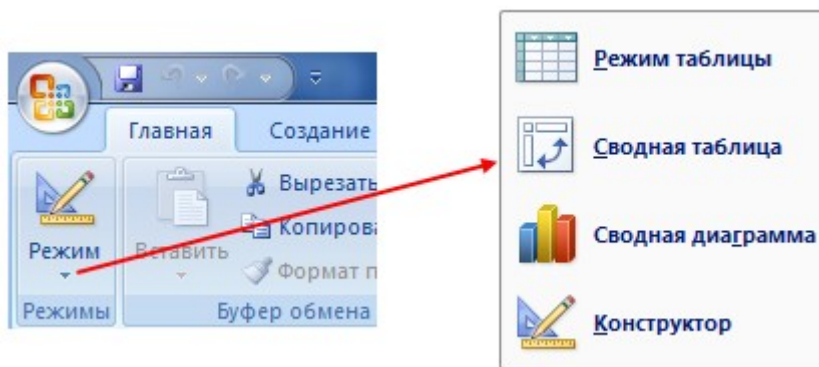 Главная Создание
Режим
Вставить
Вырезать
Копирова
Формат п
Режимы
Буфер обмена
Режим таблицы
Сводная таблица
Сводная диаграмма
Конструктор